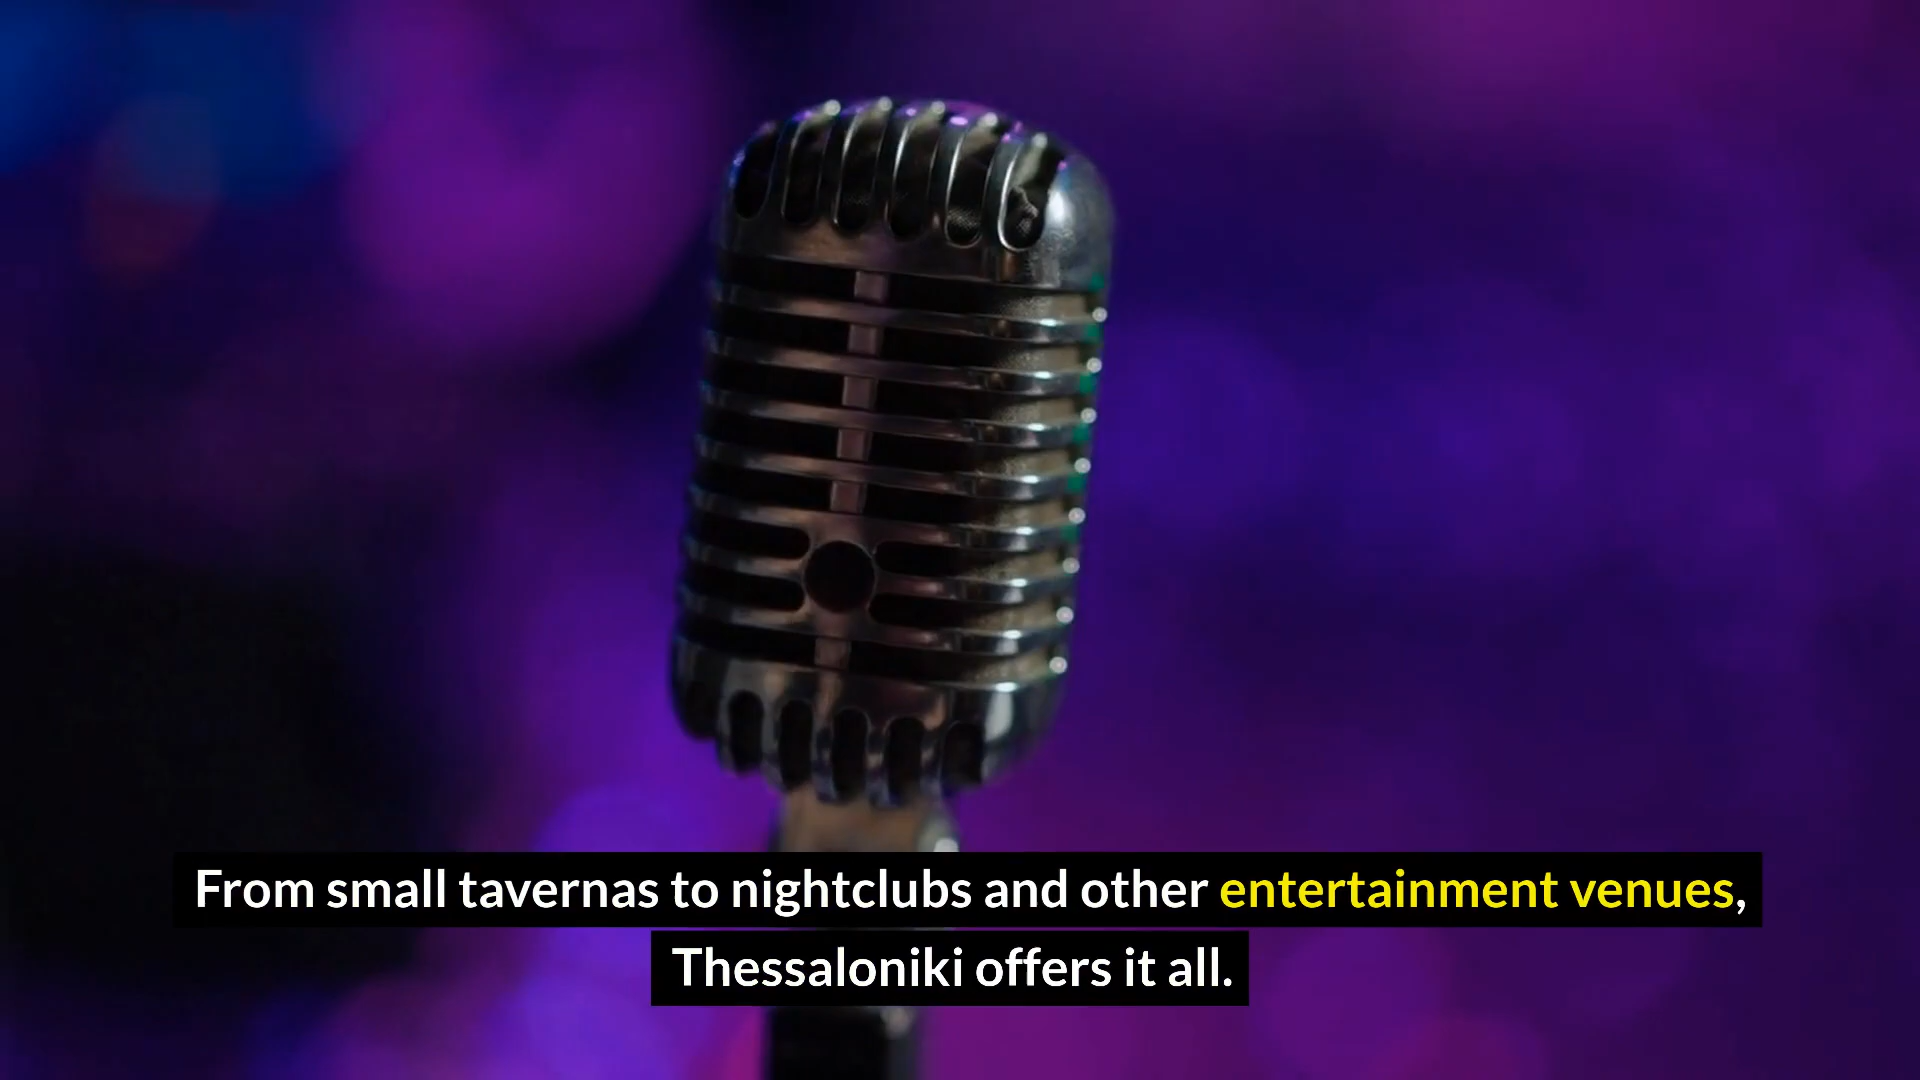 From small tavernas to nightclubs and other entertainment venues,
Thessaloniki offers it all.